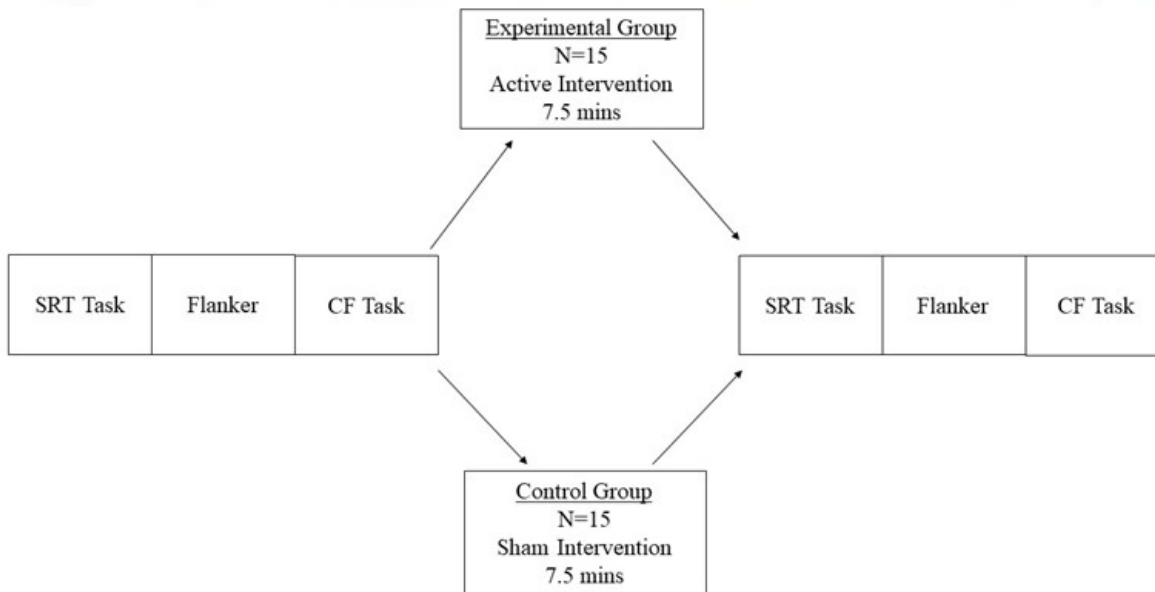 Experimental Group
N=15
Active Intervention
7.5 mins
SRT Task
Flanker
CF Task
SRT Task
Flanker
CF Task
Control Group
N=15
Sham Intervention
7.5 mins